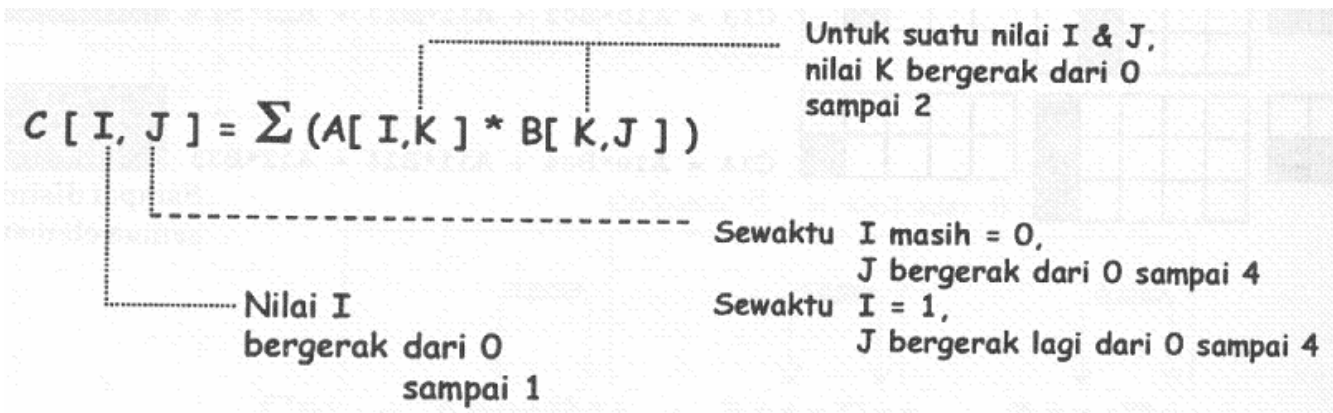 Untuk suatu nilai I & J,
nilai K bergerak dari 0
sampai 2
C [ I, J ] = Σ (A[ I,K ] * B[ K,J ] )
Sewaktu I masih = 0,
J bergerak dari 0 sampai 4
Sewaktu I = 1,
J bergerak lagi dari 0 sampai 4
Nilai I
bergerak dari 0
sampai 1